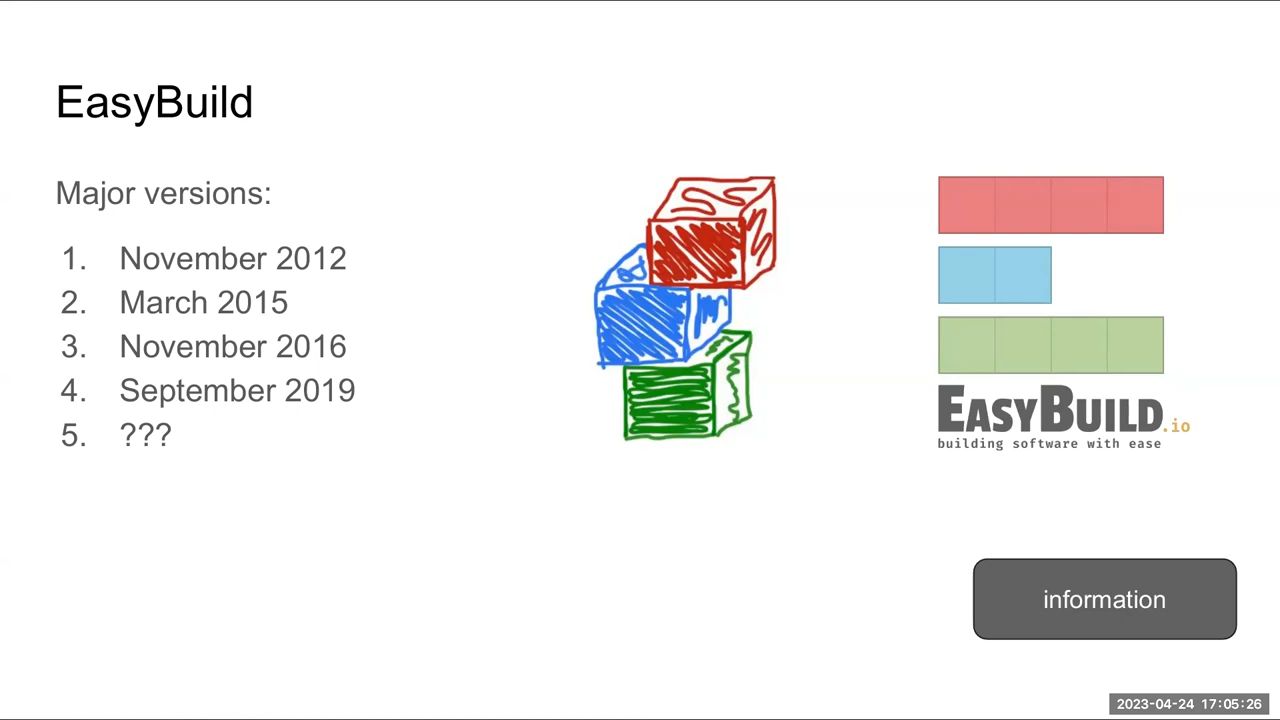 EasyBuild
Major versions:
1. November 2012
2. March 2015
3. November 2016
4. September 2019
5. ???
EASYBUILD.io
building software with ease
information
2023-04-24 17:05:26